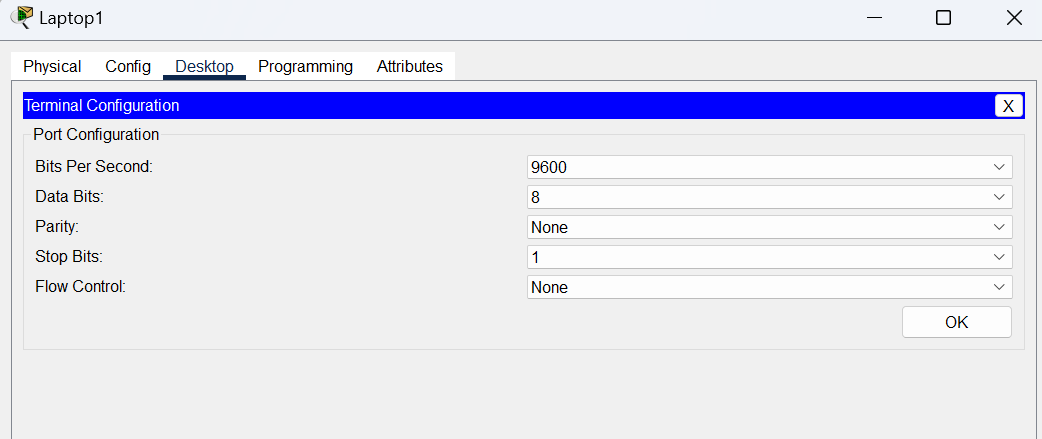 Laptop1
Physical Config Desktop Programming Attributes
Terminal Configuration X
Port Configuration
Bits Per Second: 9600
Data Bits: 8
Parity: None
Stop Bits: 1
Flow Control: None
OK